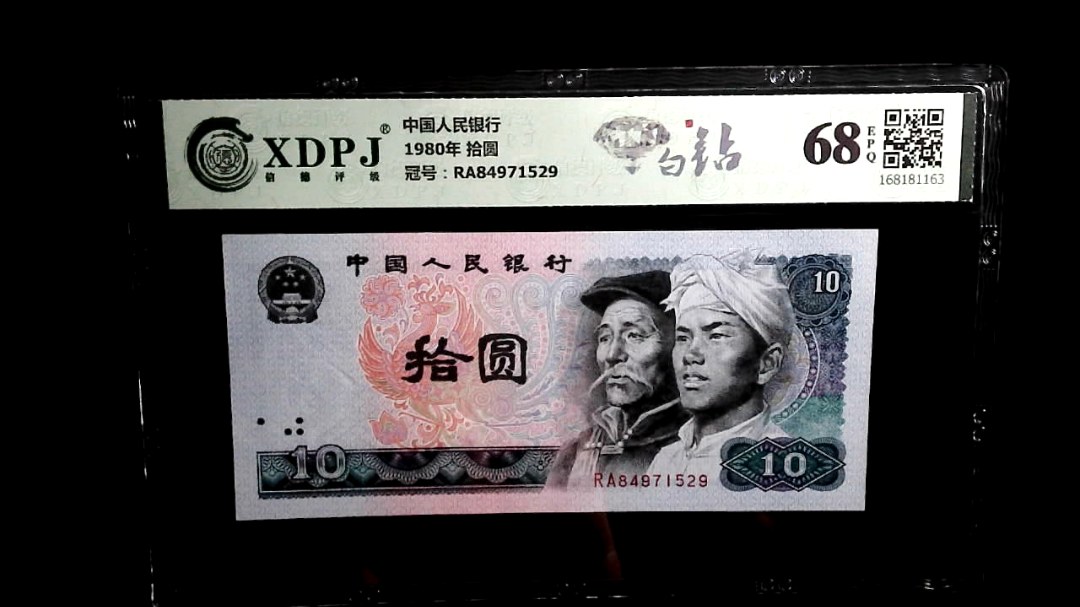 XDPJ®
信德评级
中国人民银行
1980年 拾圆
冠号：RA84971529
白钻
68
EPQ
168181163
中国人民银行
10
拾圆
10
RA84971529
10